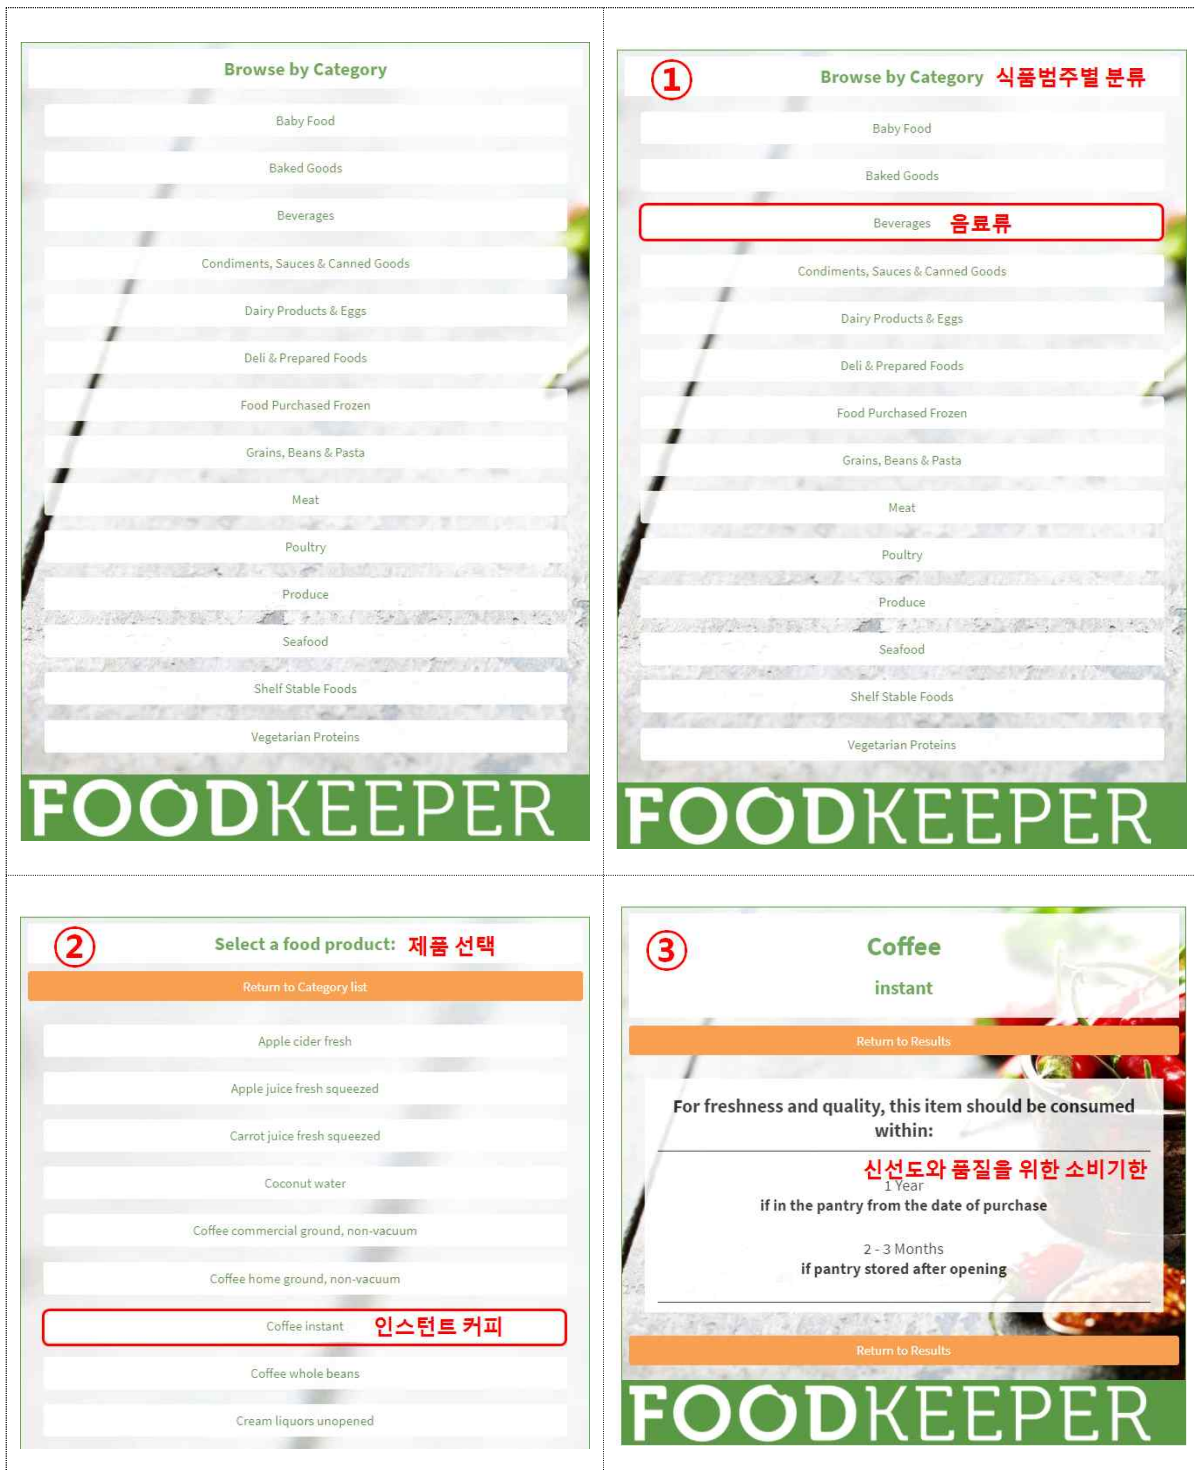 Browse by Category
Baby Food
Baked Goods
Beverages
Condiments, Sauces & Canned Goods
Dairy Products & Eggs
Deli & Prepared Foods
Food Purchased Frozen
Grains, Beans & Pasta
Meat
Poultry
Produce
Seafood
Shelf Stable Foods
Vegetarian Proteins
FOODKEEPER
① Browse by Category 식품범주별 분류
Baby Food
Baked Goods
Beverages 음료류
Condiments, Sauces & Canned Goods
Dairy Products & Eggs
Deli & Prepared Foods
Food Purchased Frozen
Grains, Beans & Pasta
Meat
Poultry
Produce
Seafood
Shelf Stable Foods
Vegetarian Proteins
FOODKEEPER
② Select a food product: 제품 선택
Return to Category list
Apple cider fresh
Apple juice fresh squeezed
Carrot juice fresh squeezed
Coconut water
Coffee commercial ground, non-vacuum
Coffee home ground, non-vacuum
Coffee instant 인스턴트 커피
Coffee whole beans
Cream liquors unopened
③ Coffee
instant
Return to Results
For freshness and quality, this item should be consumed
within:
신선도와 품질을 위한 소비기한
1 Year
if in the pantry from the date of purchase
2 - 3 Months
if pantry stored after opening
Return to Results
FOODKEEPER